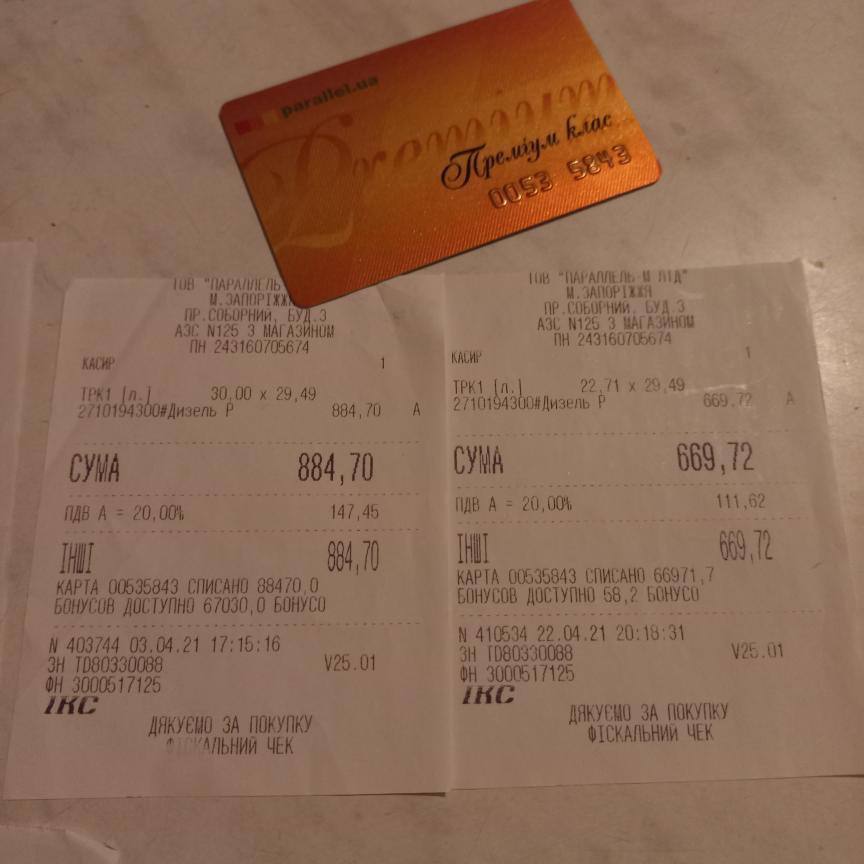 parallel.ua
Premium
Преміум клас
0053 5843
ТОВ "ПАРАЛЛЕЛЬ
М.ЗАПОРІЖЖЯ
ПР.СОБОРНИЙ, БУД.3
АЗС N125 З МАГАЗИНОМ
ПН 243160705674
КАСИР 1
ТРК1 [л.] 30,00 x 29,49
2710194300#Дизель Р 884,70 А
СУМА 884,70
ПДВ А = 20,00% 147,45
ІНШІ 884,70
КАРТА 00535843 СПИСАНО 88470,0
БОНУСОВ ДОСТУПНО 67030,0 БОНУСО
N 403744 03.04.21 17:15:16
ЗН ТД80330088 V25.01
ФН 3000517125
ІКС
ДЯКУЄМО ЗА ПОКУПКУ
ФІСКАЛЬНИЙ ЧЕК
ТОВ "ПАРАЛЛЕЛЬ-М ЛТД"
М.ЗАПОРІЖЖЯ
ПР.СОБОРНИЙ, БУД.3
АЗС N125 З МАГАЗИНОМ
ПН 243160705674
КАСИР 1
ТРК1 [л.] 22,71 x 29,49
2710194300#Дизель Р 669,72 А
СУМА 669,72
ПДВ А = 20,00% 111,62
ІНШІ 669,72
КАРТА 00535843 СПИСАНО 66971,7
БОНУСОВ ДОСТУПНО 58,2 БОНУСО
N 410534 22.04.21 20:18:31
ЗН ТД80330088 V25.01
ФН 3000517125
ІКС
ДЯКУЄМО ЗА ПОКУПКУ
ФІСКАЛЬНИЙ ЧЕК